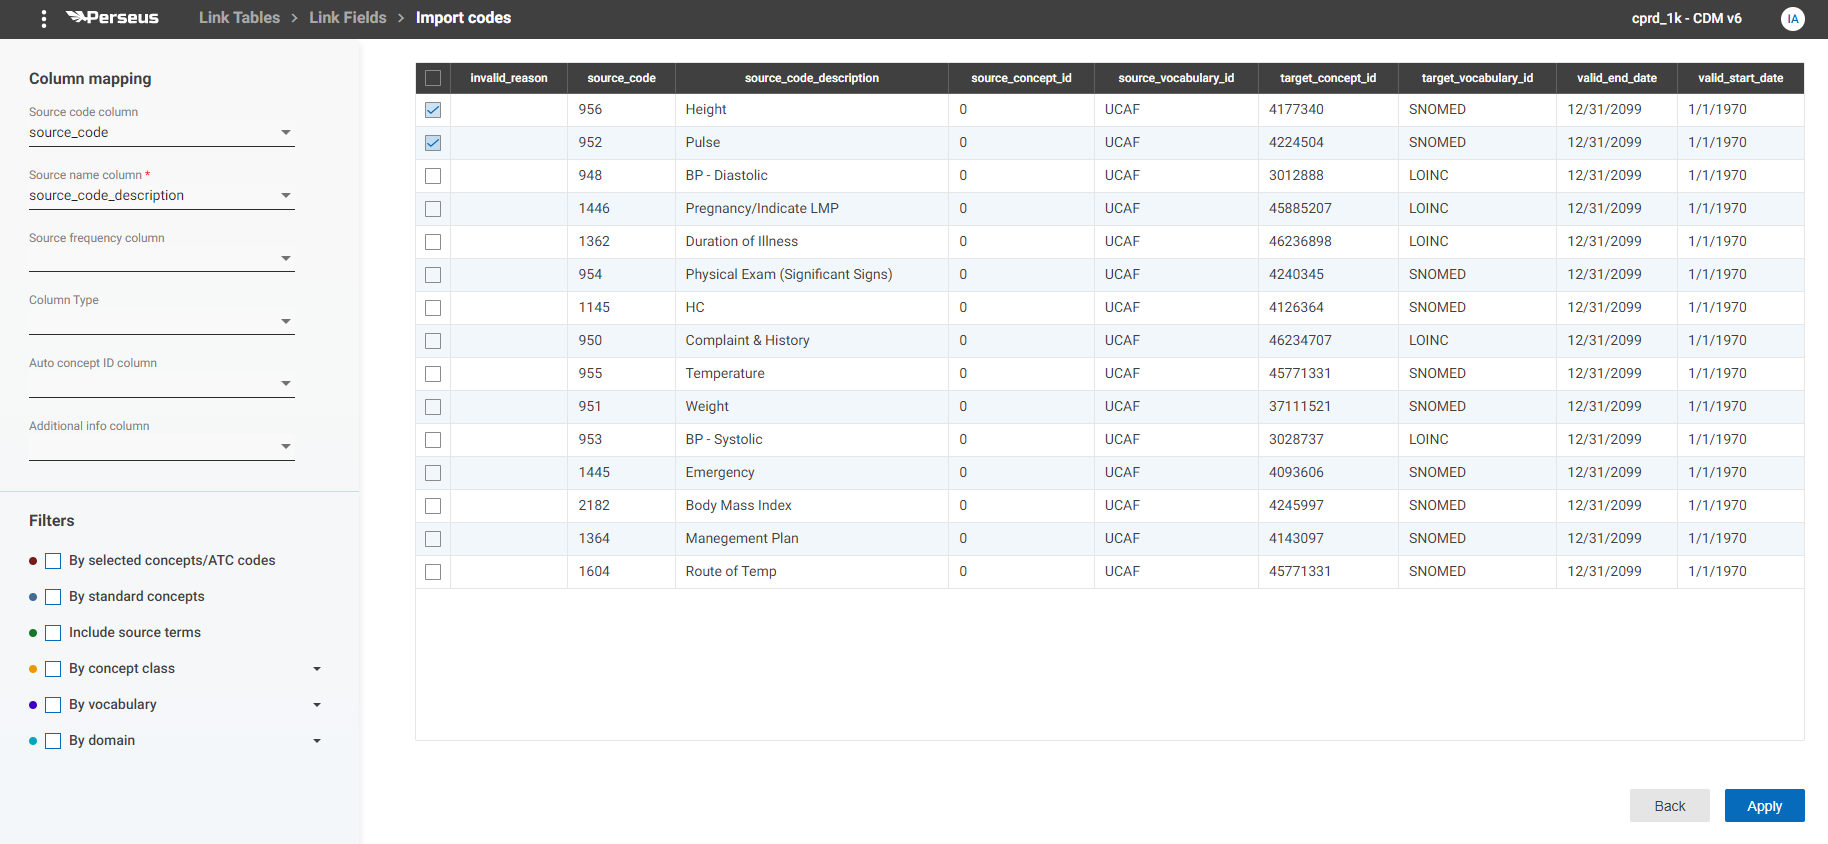 Perseus Link Tables > Link Fields > Import codes cprd_1k - CDM v6 IA
Column mapping
Source code column
source_code
Source name column *
source_code_description
Source frequency column
Column Type
Auto concept ID column
Additional info column
Filters
By selected concepts/ATC codes
By standard concepts
Include source terms
By concept class
By vocabulary
By domain
invalid_reason source_code source_code_description source_concept_id source_vocabulary_id target_concept_id target_vocabulary_id valid_end_date valid_start_date
956 Height 0 UCAF 4177340 SNOMED 12/31/2099 1/1/1970
952 Pulse 0 UCAF 4224504 SNOMED 12/31/2099 1/1/1970
948 BP - Diastolic 0 UCAF 3012888 LOINC 12/31/2099 1/1/1970
1446 Pregnancy/Indicate LMP 0 UCAF 45885207 LOINC 12/31/2099 1/1/1970
1362 Duration of Illness 0 UCAF 46236898 LOINC 12/31/2099 1/1/1970
954 Physical Exam (Significant Signs) 0 UCAF 4240345 SNOMED 12/31/2099 1/1/1970
1145 HC 0 UCAF 4126364 SNOMED 12/31/2099 1/1/1970
950 Complaint & History 0 UCAF 46234707 LOINC 12/31/2099 1/1/1970
955 Temperature 0 UCAF 45771331 SNOMED 12/31/2099 1/1/1970
951 Weight 0 UCAF 37111521 SNOMED 12/31/2099 1/1/1970
953 BP - Systolic 0 UCAF 3028737 LOINC 12/31/2099 1/1/1970
1445 Emergency 0 UCAF 4093606 SNOMED 12/31/2099 1/1/1970
2182 Body Mass Index 0 UCAF 4245997 SNOMED 12/31/2099 1/1/1970
1364 Manegement Plan 0 UCAF 4143097 SNOMED 12/31/2099 1/1/1970
1604 Route of Temp 0 UCAF 45771331 SNOMED 12/31/2099 1/1/1970
Back Apply